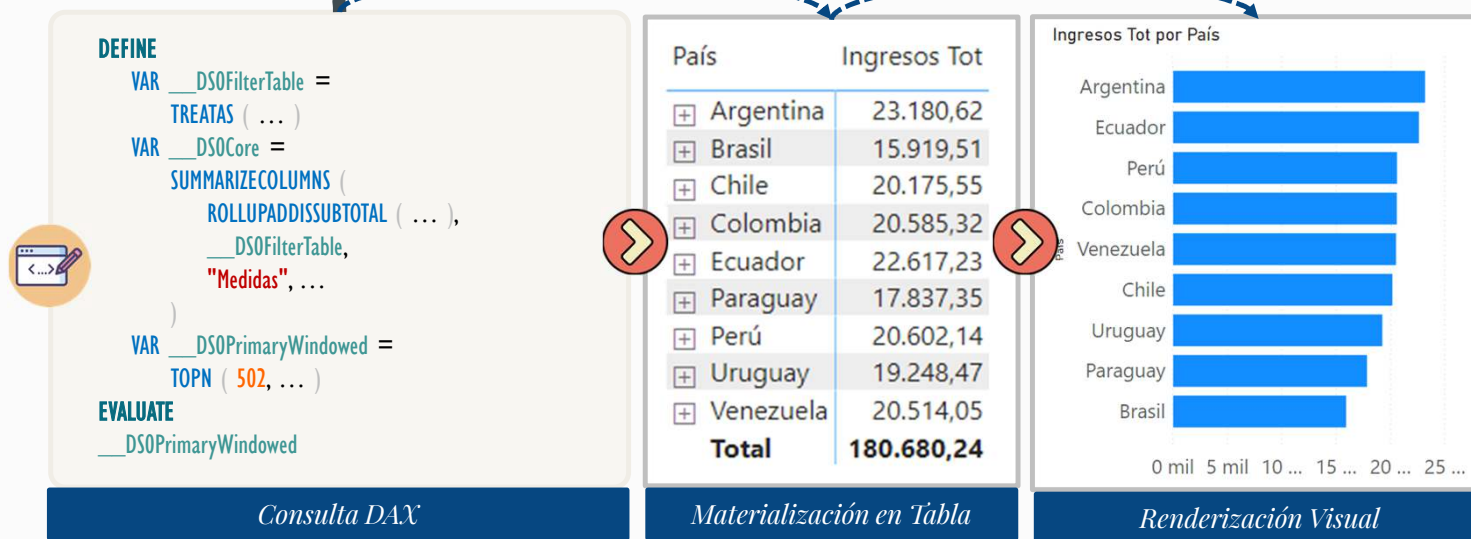 DEFINE
VAR __DS0FilterTable =
TREATAS ( ... )
VAR __DS0Core =
SUMMARIZECOLUMNS (
ROLLUPADDISSUBTOTAL ( ... ),
__DS0FilterTable,
"Medidas", ...
)
VAR __DS0PrimaryWindowed =
TOPN ( 502, ... )
EVALUATE
__DS0PrimaryWindowed
<...>
Consulta DAX
País Ingresos Tot
Argentina 23.180,62
Brasil 15.919,51
Chile 20.175,55
Colombia 20.585,32
Ecuador 22.617,23
Paraguay 17.837,35
Perú 20.602,14
Uruguay 19.248,47
Venezuela 20.514,05
Total 180.680,24
Materialización en Tabla
Ingresos Tot por País
País
Argentina
Ecuador
Perú
Colombia
Venezuela
Chile
Uruguay
Paraguay
Brasil
0 mil 5 mil 10 ... 15 ... 20 ... 25 ...
Renderización Visual